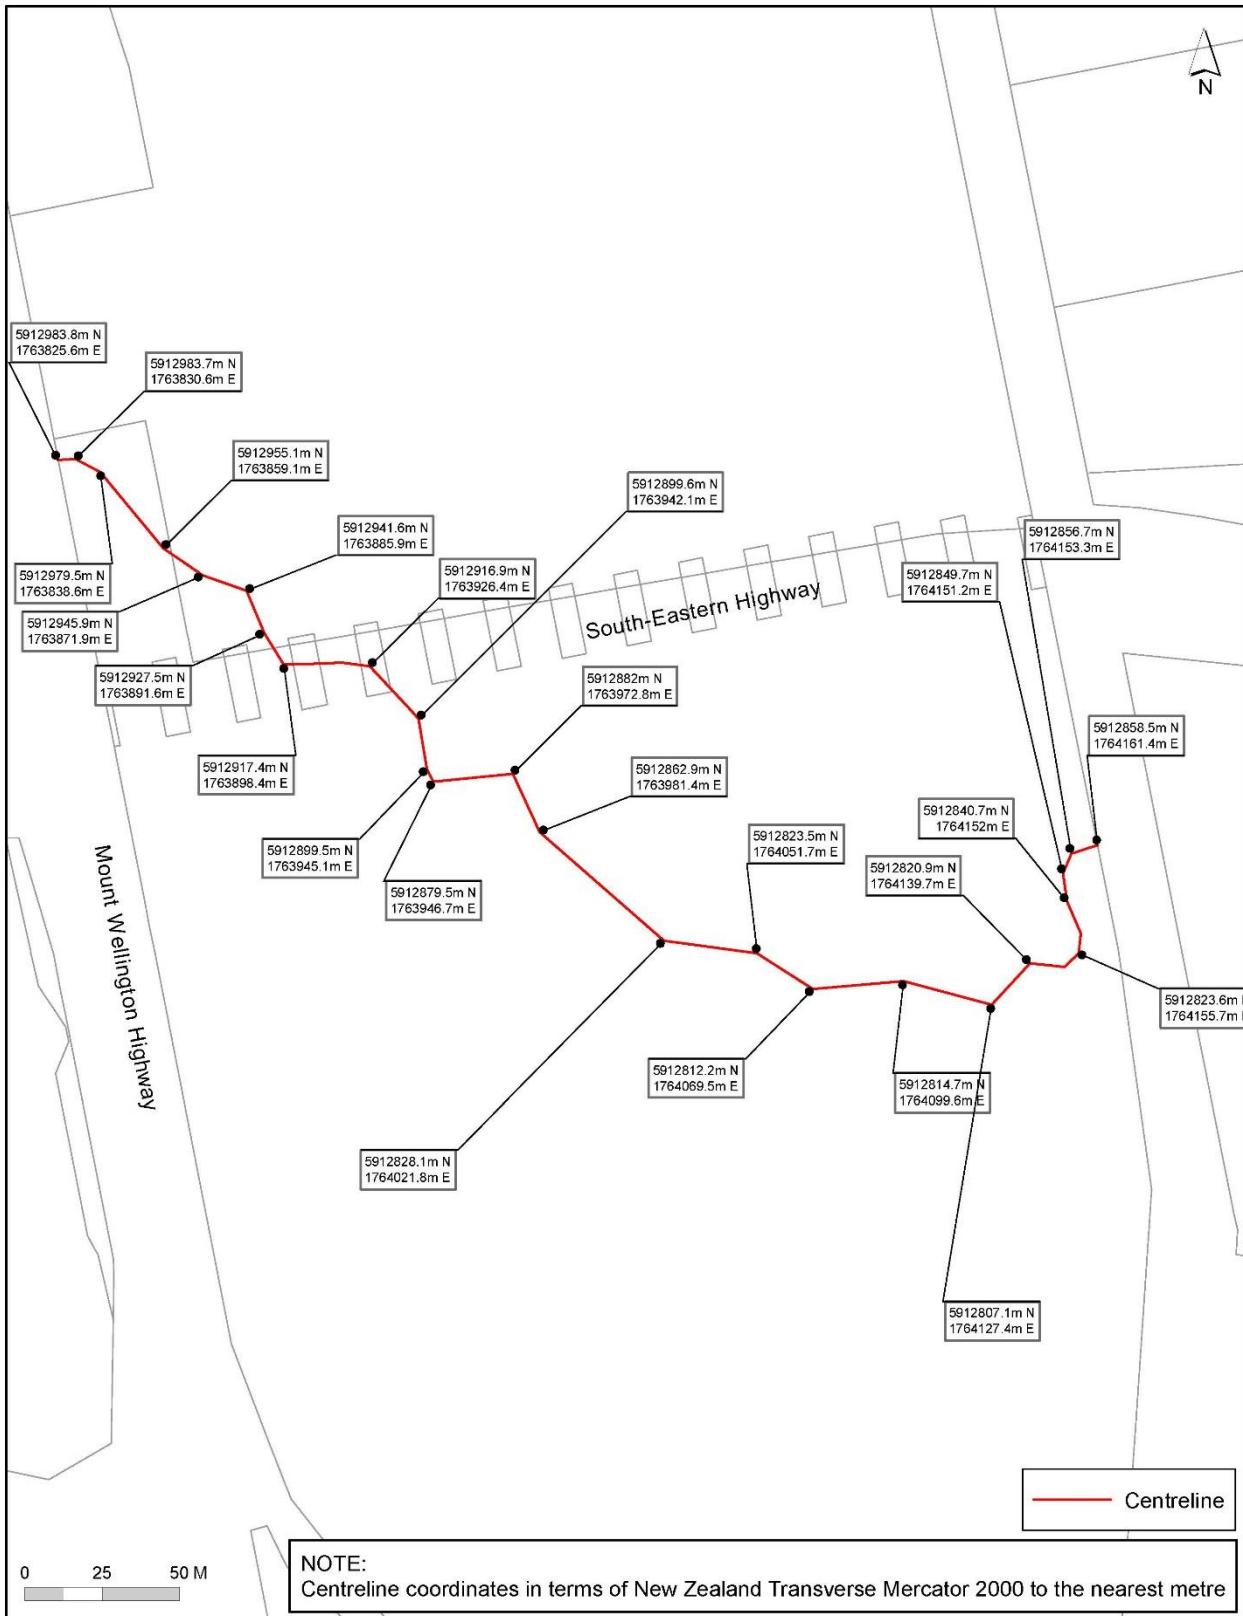 N
5912983.8m N
1763825.6m E
5912983.7m N
1763830.6m E
5912955.1m N
1763859.1m E
5912899.6m N
1763942.1m E
5912941.6m N
1763885.9m E
5912856.7m N
1764153.3m E
5912916.9m N
1763926.4m E
5912849.7m N
1764151.2m E
5912979.5m N
1763838.6m E
South-Eastern Highway
5912945.9m N
1763871.9m E
5912927.5m N
1763891.6m E
5912882m N
1763972.8m E
5912858.5m N
1764161.4m E
5912917.4m N
1763898.4m E
5912862.9m N
1763981.4m E
5912840.7m N
1764152m E
5912823.5m N
1764051.7m E
5912899.5m N
1763945.1m E
5912820.9m N
1764139.7m E
Mount Wellington Highway
5912879.5m N
1763946.7m E
5912823.6m
1764155.7m
5912812.2m N
1764069.5m E
5912814.7m N
1764099.6m E
5912828.1m N
1764021.8m E
5912807.1m N
1764127.4m E
Centreline
0 25 50 M
NOTE:
Centreline coordinates in terms of New Zealand Transverse Mercator 2000 to the nearest metre